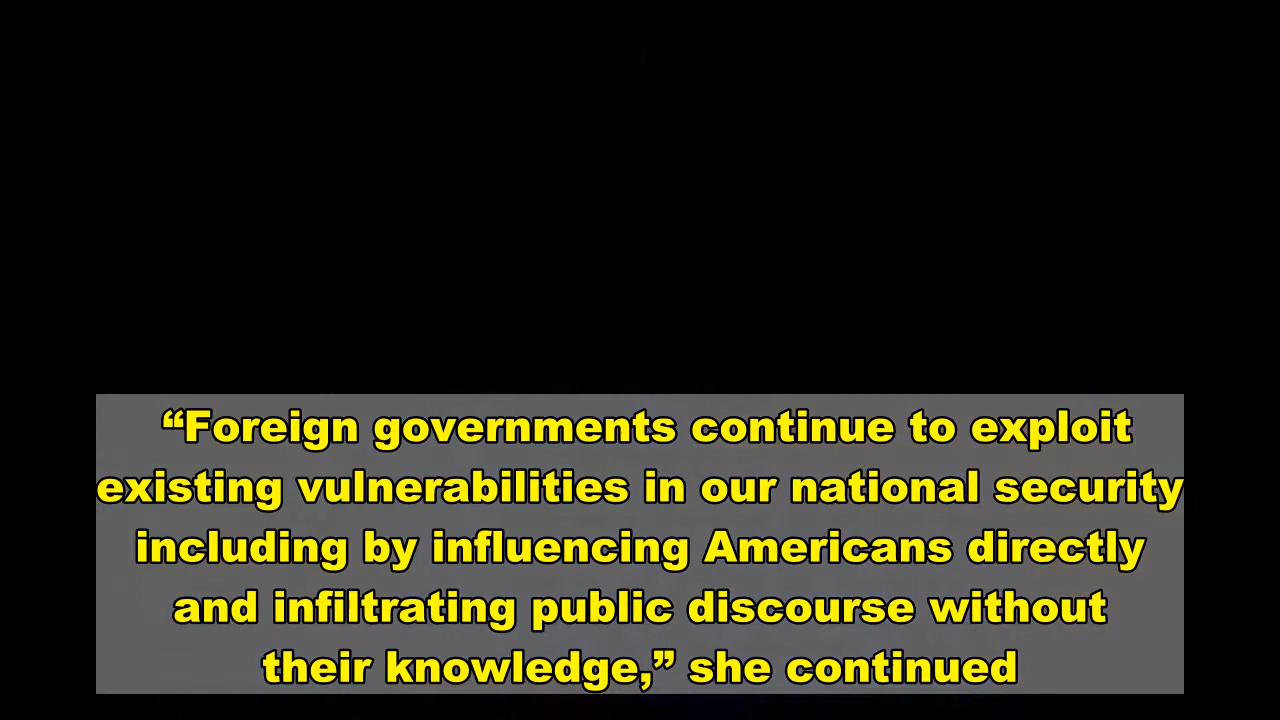 “Foreign governments continue to exploit
existing vulnerabilities in our national security
including by influencing Americans directly
and infiltrating public discourse without
their knowledge,” she continued